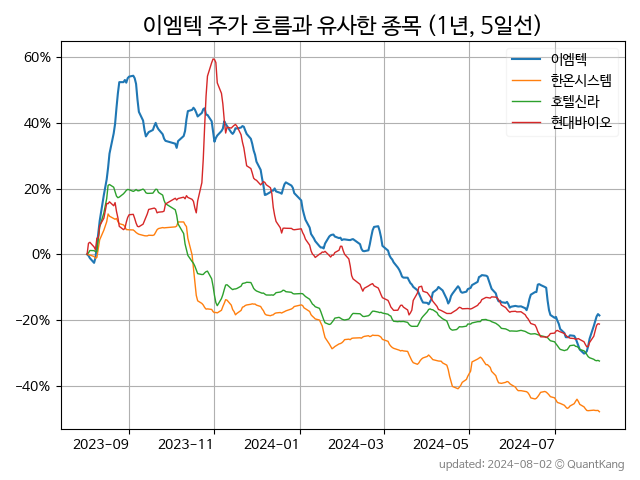 이엠텍 주가 흐름과 유사한 종목 (1년, 5일선)
이엠텍
한온시스템
호텔신라
현대바이오
60%
40%
20%
0%
−20%
−40%
2023-09 2023-11 2024-01 2024-03 2024-05 2024-07
updated: 2024-08-02 © QuantKang